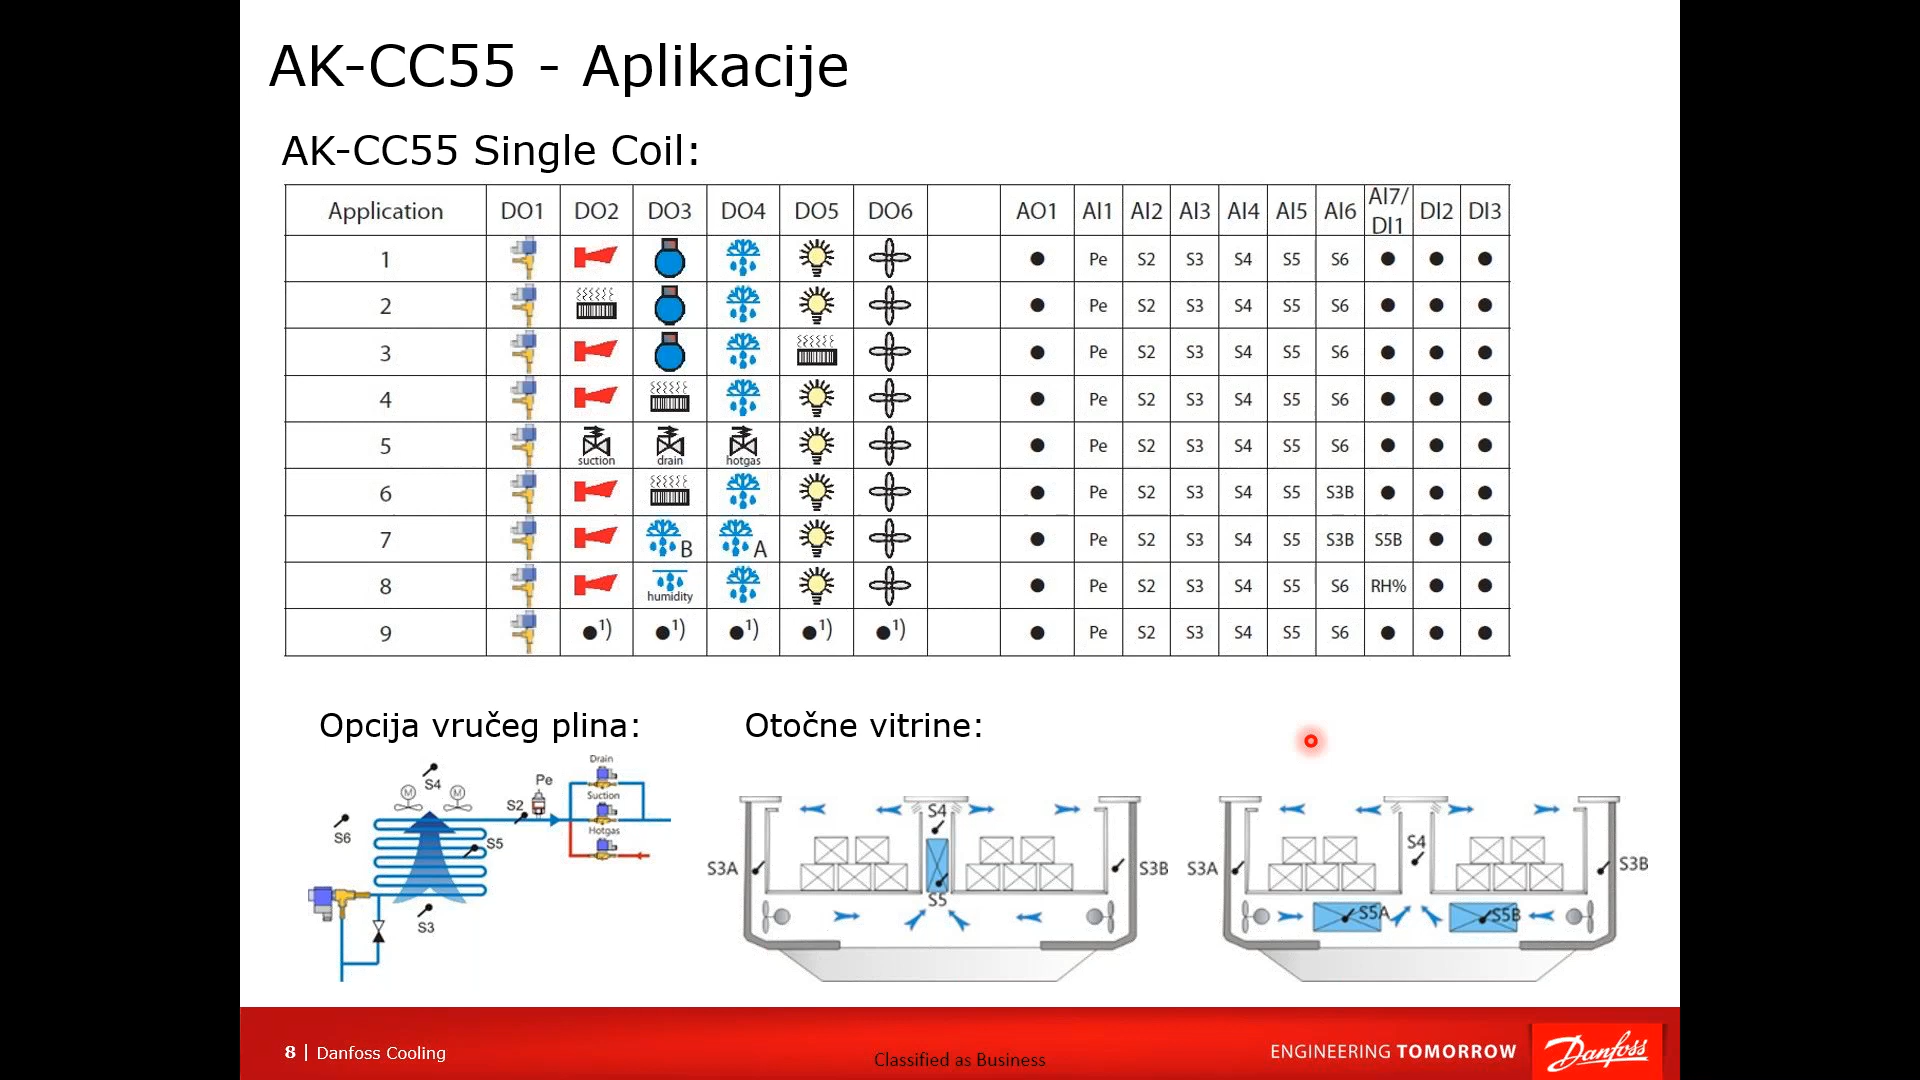 AK-CC55 - Aplikacije
AK-CC55 Single Coil:
Application DO1 DO2 DO3 DO4 DO5 DO6 AO1 AI1 AI2 AI3 AI4 AI5 AI6 AI7/DI1 DI2 DI3
1 ● Pe S2 S3 S4 S5 S6 ● ● ●
2 ● Pe S2 S3 S4 S5 S6 ● ● ●
3 ● Pe S2 S3 S4 S5 S6 ● ● ●
4 ● Pe S2 S3 S4 S5 S6 ● ● ●
5 suction drain hotgas ● Pe S2 S3 S4 S5 S6 ● ● ●
6 ● Pe S2 S3 S4 S5 S3B ● ● ●
7 B A ● Pe S2 S3 S4 S5 S3B S5B ● ●
8 humidity ● Pe S2 S3 S4 S5 S6 RH% ● ●
9 ●¹) ●¹) ●¹) ●¹) ●¹) ● Pe S2 S3 S4 S5 S6 ● ● ●
Opcija vručeg plina:
Drain
S4
Pe
M M
Suction
S2
Hotgas
S6
S5
S3
Otočne vitrine:
S4
S3A
S3B
S5
S4
S3A
S3B
S5A
S5B
8 | Danfoss Cooling
Classified as Business
ENGINEERING TOMORROW
Danfoss